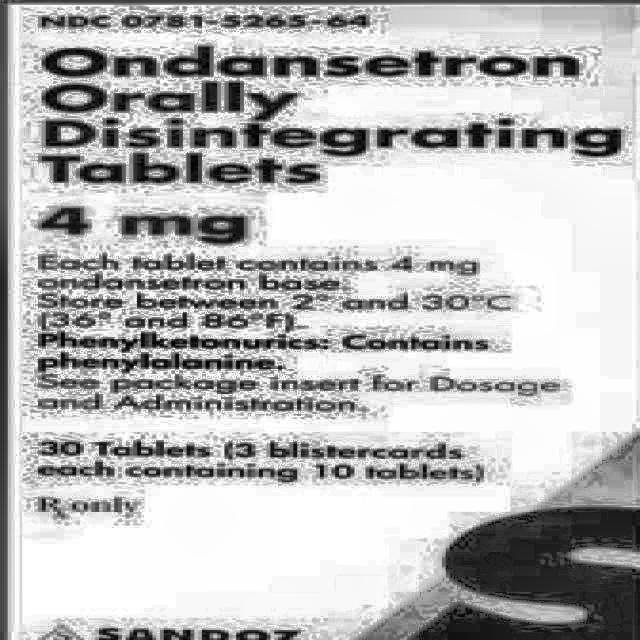 NDC 0781-5265-64
Ondansetron
Orally
Disintegrating
Tablets
4 mg
Each tablet contains 4 mg
ondansetron base.
Store between 2° and 30°C
(36° and 86°F).
Phenylketonurics: Contains
phenylalanine.
See package insert for Dosage
and Administration.
30 Tablets (3 blistercards
each containing 10 tablets)
℞ only
SANDOZ